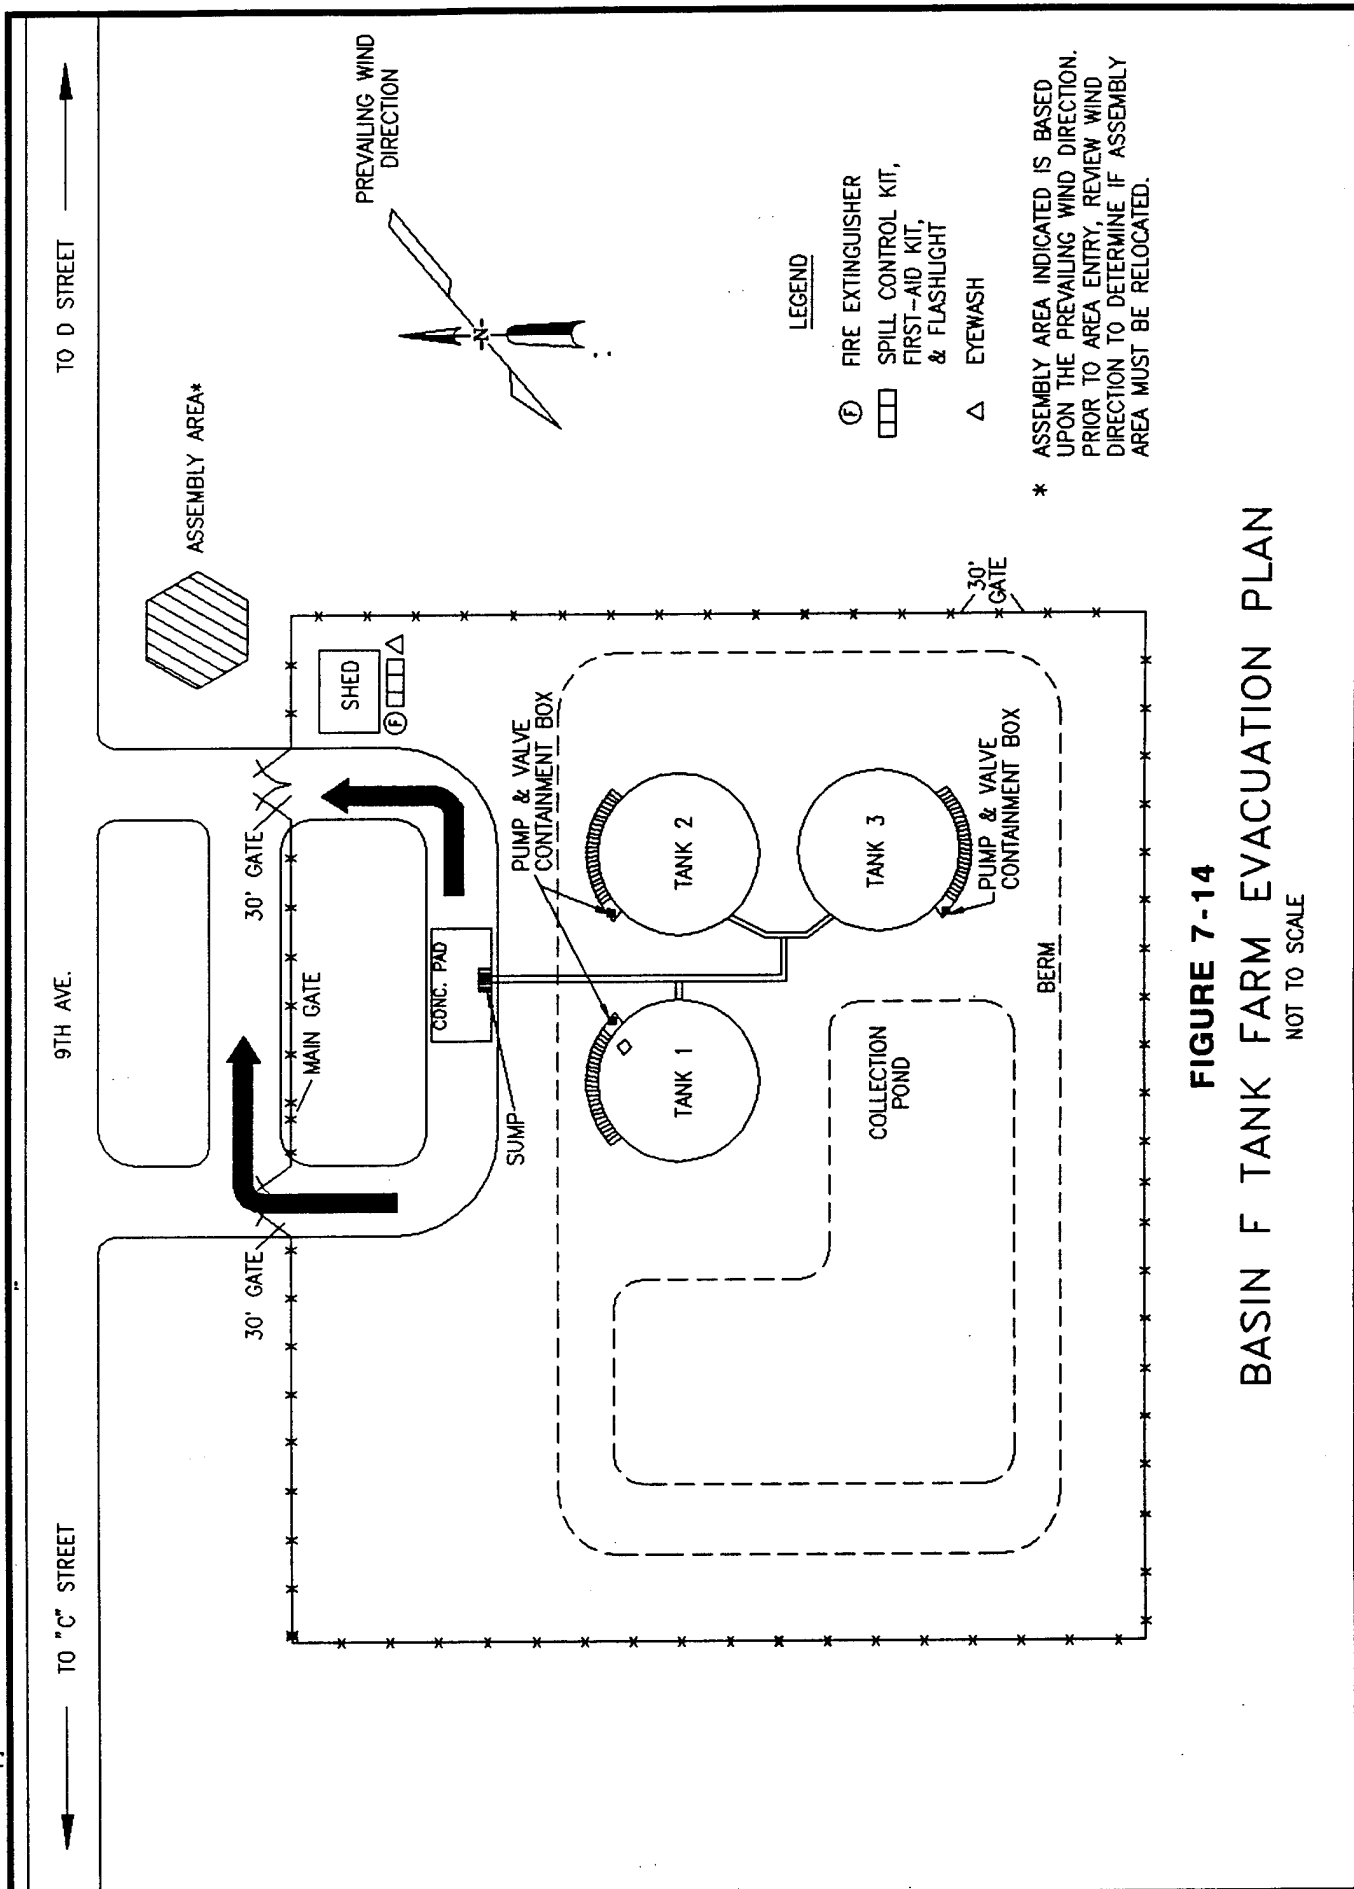 TO "C" STREET
9TH AVE.
TO D STREET
ASSEMBLY AREA*
PREVAILING WIND
DIRECTION
N
30' GATE
MAIN GATE
30' GATE
SHED
F
CONC. PAD
SUMP
PUMP & VALVE
CONTAINMENT BOX
TANK 1
TANK 2
TANK 3
PUMP & VALVE
CONTAINMENT BOX
COLLECTION
POND
BERM
30'
GATE
LEGEND
F FIRE EXTINGUISHER
SPILL CONTROL KIT,
FIRST-AID KIT,
& FLASHLIGHT
EYEWASH
* ASSEMBLY AREA INDICATED IS BASED
UPON THE PREVAILING WIND DIRECTION.
PRIOR TO AREA ENTRY, REVIEW WIND
DIRECTION TO DETERMINE IF ASSEMBLY
AREA MUST BE RELOCATED.
FIGURE 7-14
BASIN F TANK FARM EVACUATION PLAN
NOT TO SCALE